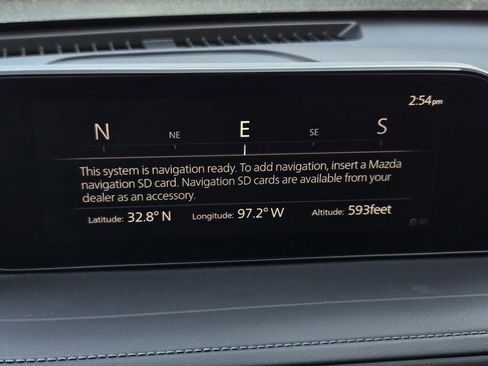 2:54pm
N NE E SE S
This system is navigation ready. To add navigation, insert a Mazda
navigation SD card. Navigation SD cards are available from your
dealer as an accessory.
Latitude: 32.8° N Longitude: 97.2° W Altitude: 593feet